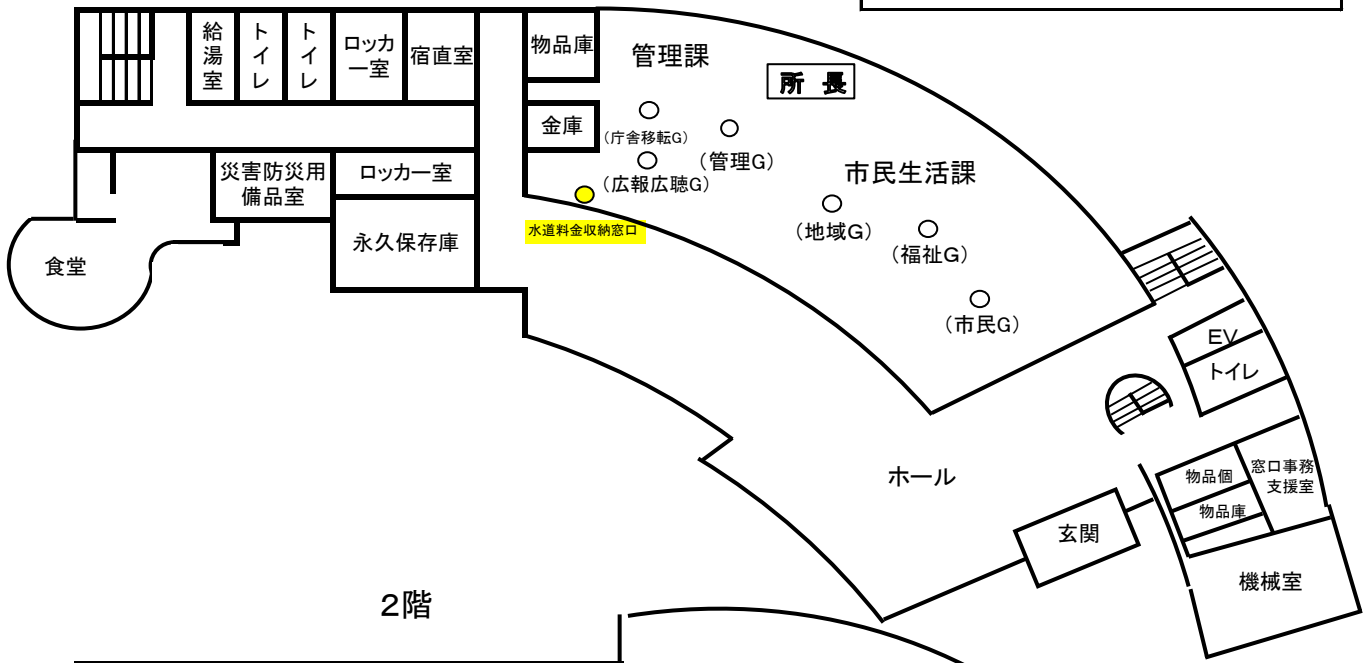 給
湯
室
ト
イ
レ
ト
イ
レ
ロッカ
ー室
宿直室
物品庫
管理課
所 長
金庫
(庁舎移転G)
(管理G)
(広報広聴G)
災害防災用
備品室
ロッカー室
市民生活課
水道料金収納窓口
(地域G)
(福祉G)
永久保存庫
食堂
(市民G)
EV
トイレ
ホール
物品個
窓口事務
支援室
物品庫
玄関
機械室
2階